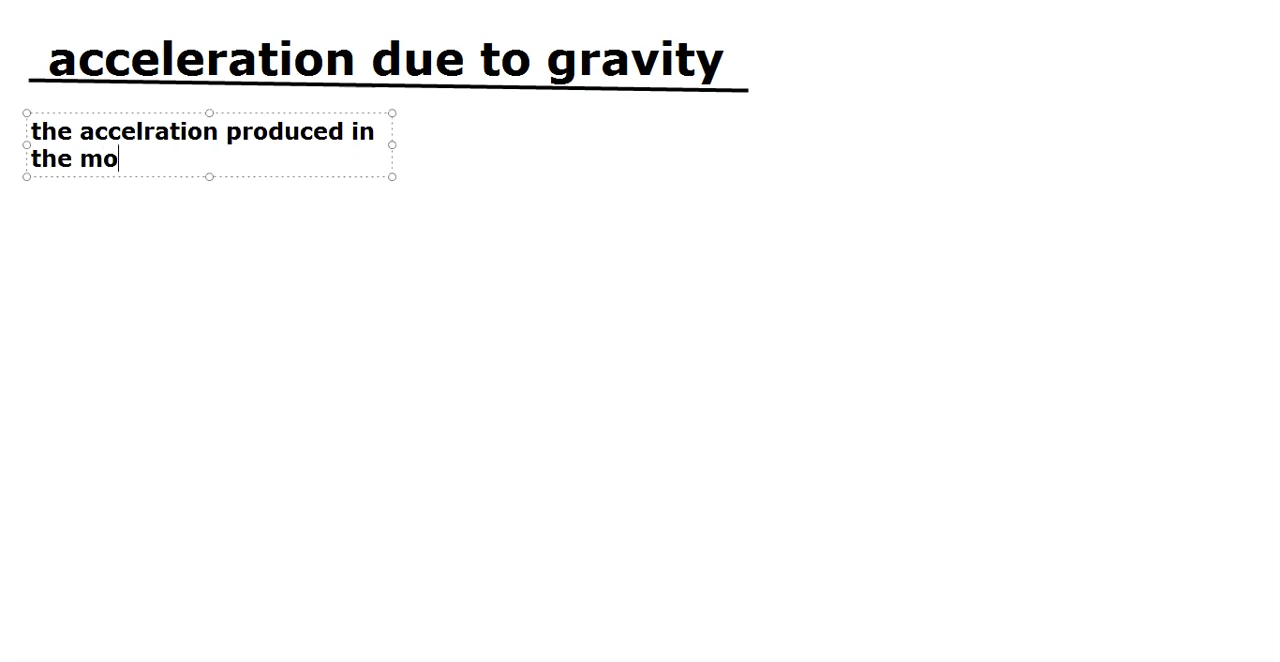 acceleration due to gravity
the accelration produced in
the mo